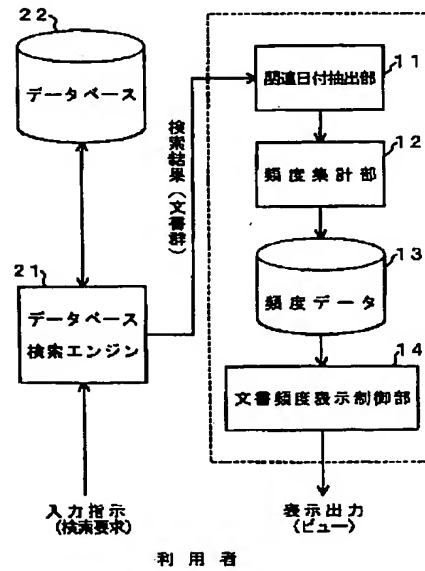 22
データベース
21
データベース
検索エンジン
入力指示
(検索要求)
検索結果(文書群)
11
関連日付抽出部
12
頻度集計部
13
頻度データ
14
文書頻度表示制御部
表示出力
(ビュー)
利用者